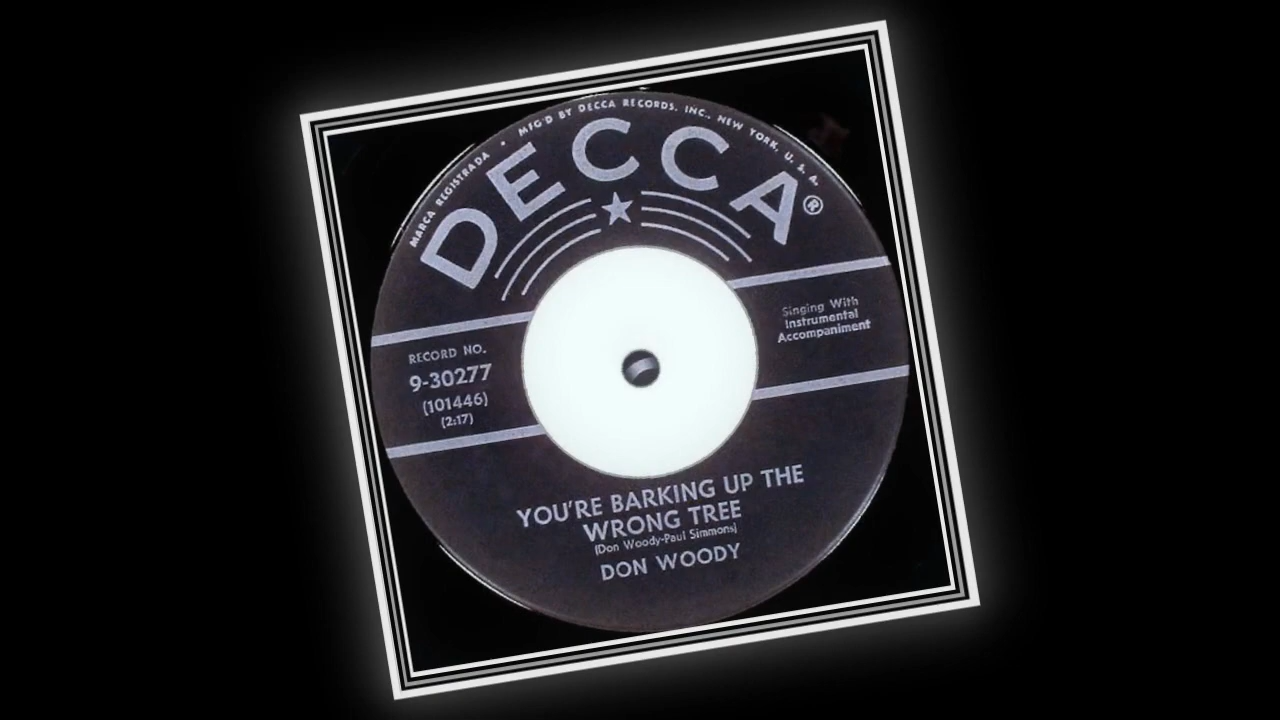 MARCA REGISTRADA • MFG'D BY DECCA RECORDS, INC., NEW YORK, U. S. A.
DECCA®
Singing With
Instrumental
Accompaniment
RECORD NO.
9-30277
(101446)
(2:17)
YOU'RE BARKING UP THE
WRONG TREE
(Don Woody-Paul Simmons)
DON WOODY